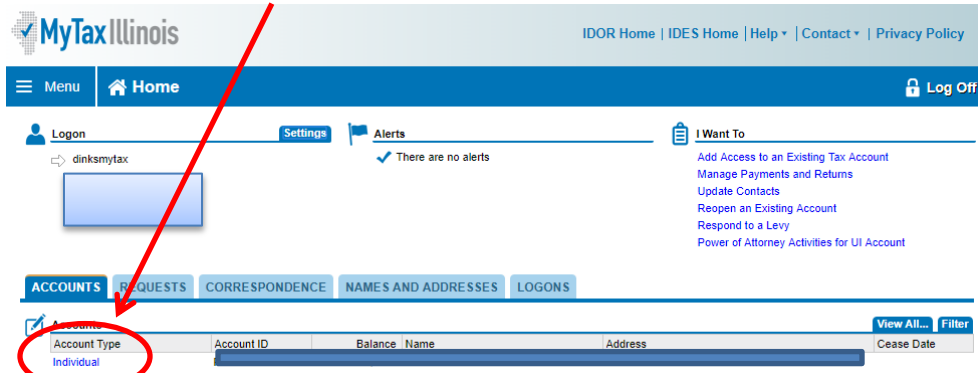 MyTax Illinois
IDOR Home | IDES Home | Help | Contact | Privacy Policy
Menu Home Log Off
Logon Settings Alerts I Want To
dinksmytax There are no alerts Add Access to an Existing Tax Account
Manage Payments and Returns
Update Contacts
Reopen an Existing Account
Respond to a Levy
Power of Attorney Activities for UI Account
ACCOUNTS REQUESTS CORRESPONDENCE NAMES AND ADDRESSES LOGONS
Accounts View All... Filter
Account Type Account ID Balance Name Address Cease Date
Individual